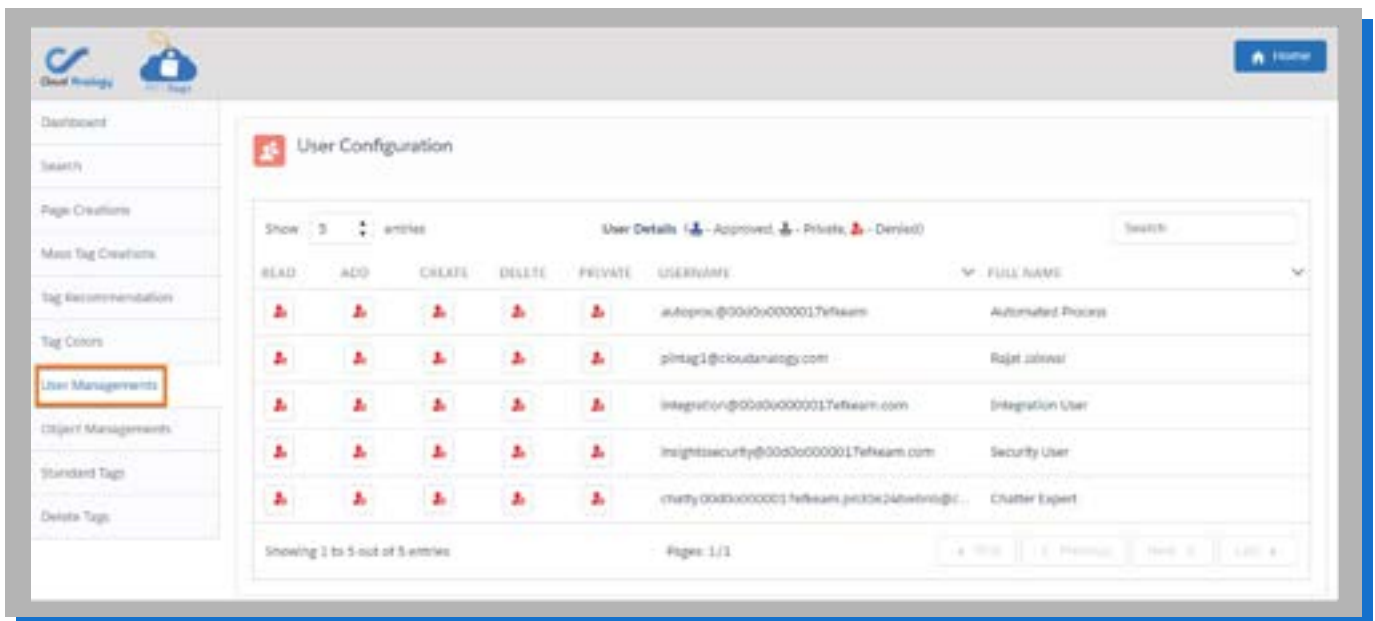 Cloud Analogy
Home
Dashboard
Search
Page Creations
Mass Tag Creations
Tag Recommendation
Tag Colors
User Managements
Object Managements
Standard Tags
Delete Tags
User Configuration
Show 5 entries
User Details ( - Approved, - Private, - Denied)
Search
READ ADD CREATE DELETE PRIVATE USERNAME FULL NAME
Automated Process
pintag1@cloudanalogy.com Rajat Jaiswal
Integration User
Security User
Chatter Expert
Showing 1 to 5 out of 5 entries
Pages: 1/1
First Previous Next Last